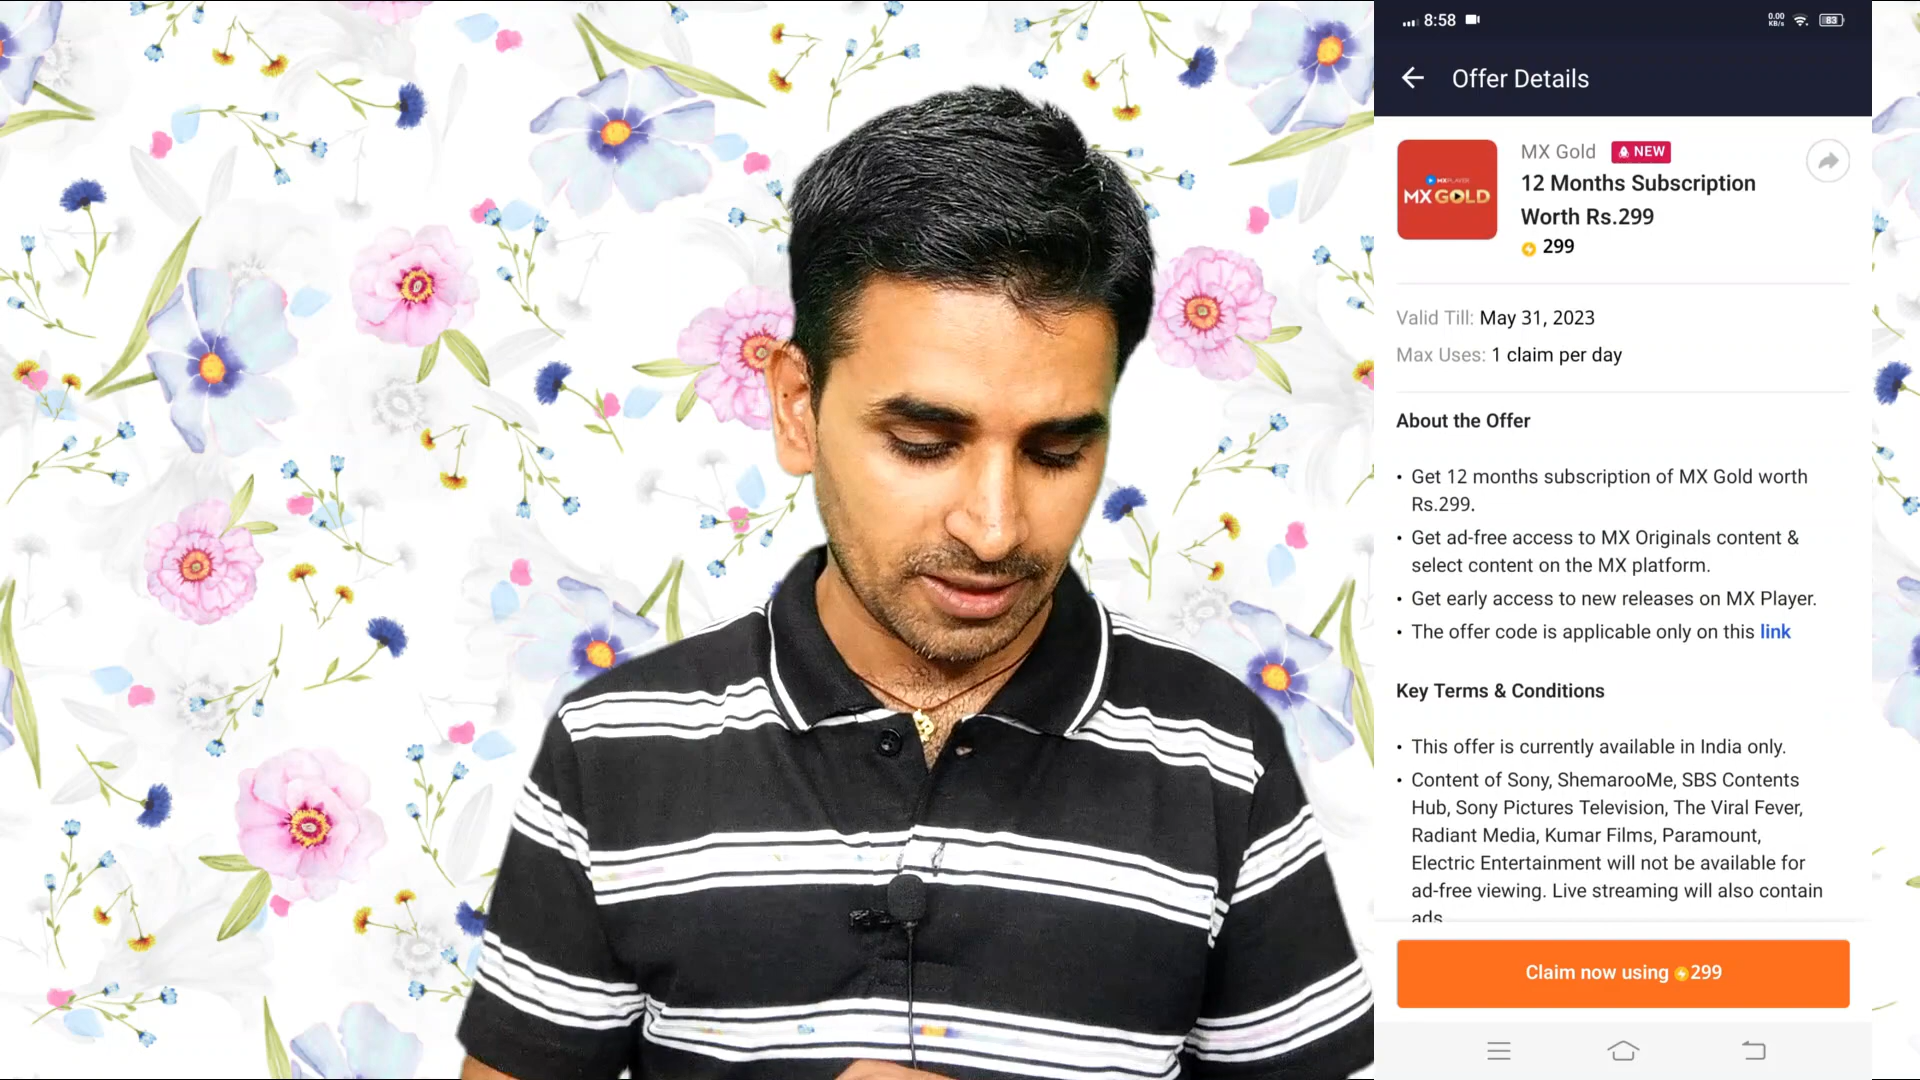 8:58
0.00
KB/s
83
Offer Details
MX Gold NEW
MXPLAYER
MX GOLD
12 Months Subscription
Worth Rs.299
299
Valid Till: May 31, 2023
Max Uses: 1 claim per day
About the Offer
• Get 12 months subscription of MX Gold worth
Rs.299.
• Get ad-free access to MX Originals content &
select content on the MX platform.
• Get early access to new releases on MX Player.
• The offer code is applicable only on this link
Key Terms & Conditions
• This offer is currently available in India only.
• Content of Sony, ShemarooMe, SBS Contents
Hub, Sony Pictures Television, The Viral Fever,
Radiant Media, Kumar Films, Paramount,
Electric Entertainment will not be available for
ad-free viewing. Live streaming will also contain
ads
Claim now using 299